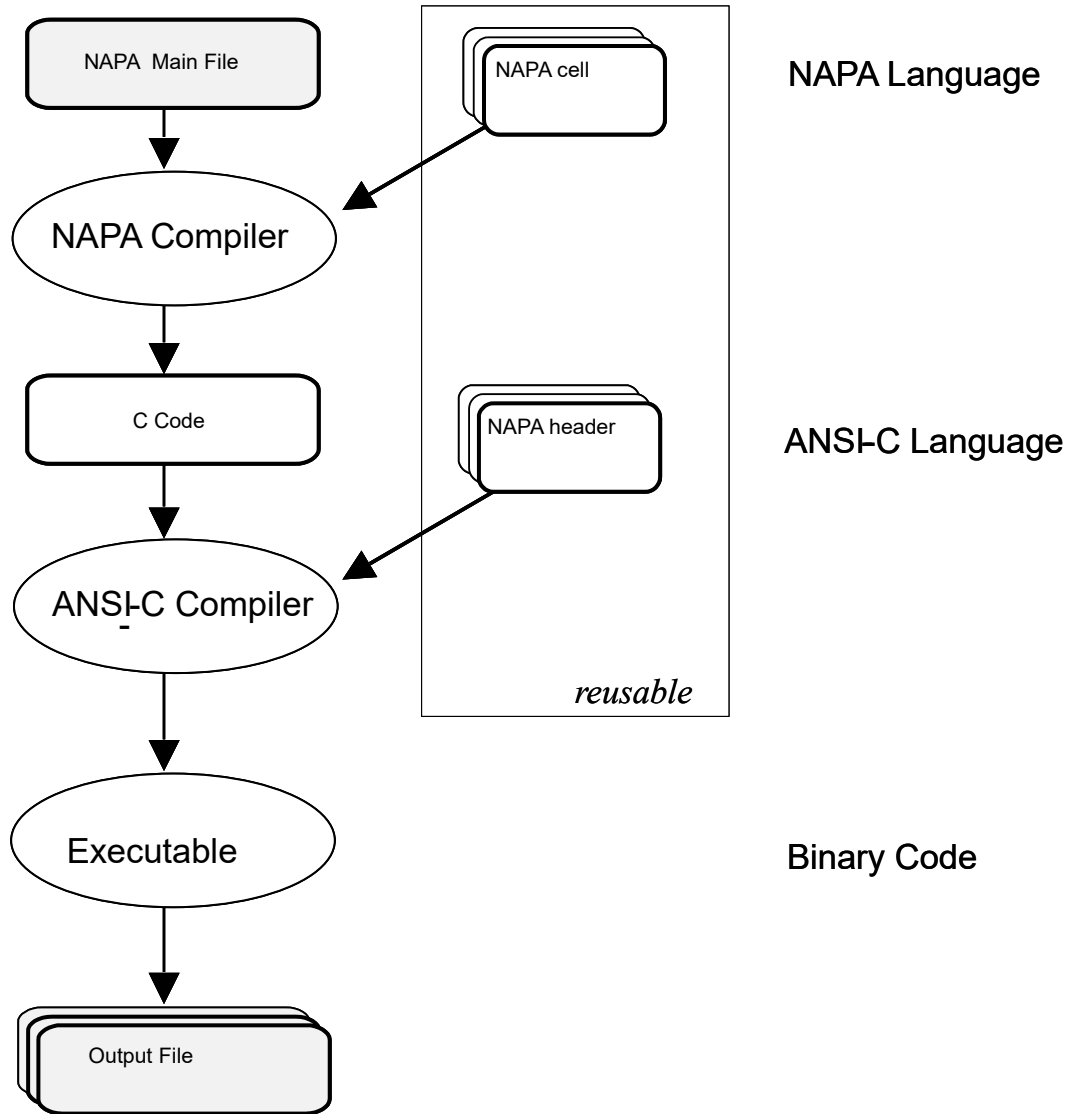 NAPA Main File
NAPA cell
NAPA Language
NAPA Compiler
C Code
NAPA header
ANSI-C Language
ANSI-C Compiler
reusable
Executable
Binary Code
Output File